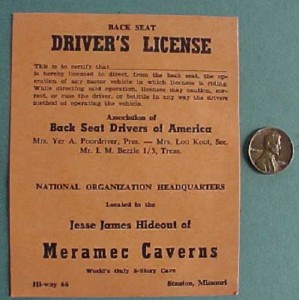 BACK SEAT
DRIVER'S LICENSE
This is to certify that
is hereby licensed to direct, from the back seat, the op-
eration of any motor vehicle in which licensee is riding.
While directing said operation, licensee may caution, cor-
rect, or cuss the driver, or belittle in any way the drivers
method of operating the vehicle.
Association of
Back Seat Drivers of America
Mrs. Yer A. Poordriver, Pres. — Mrs. Lou Kout, Sec.
Mr. I. M. Bezzle 1/3, Treas.
NATIONAL ORGANIZATION HEADQUARTERS
Located in the
Jesse James Hideout of
Meramec Caverns
World's Only 5-Story Cave
Hi-way 66 Stanton, Missouri